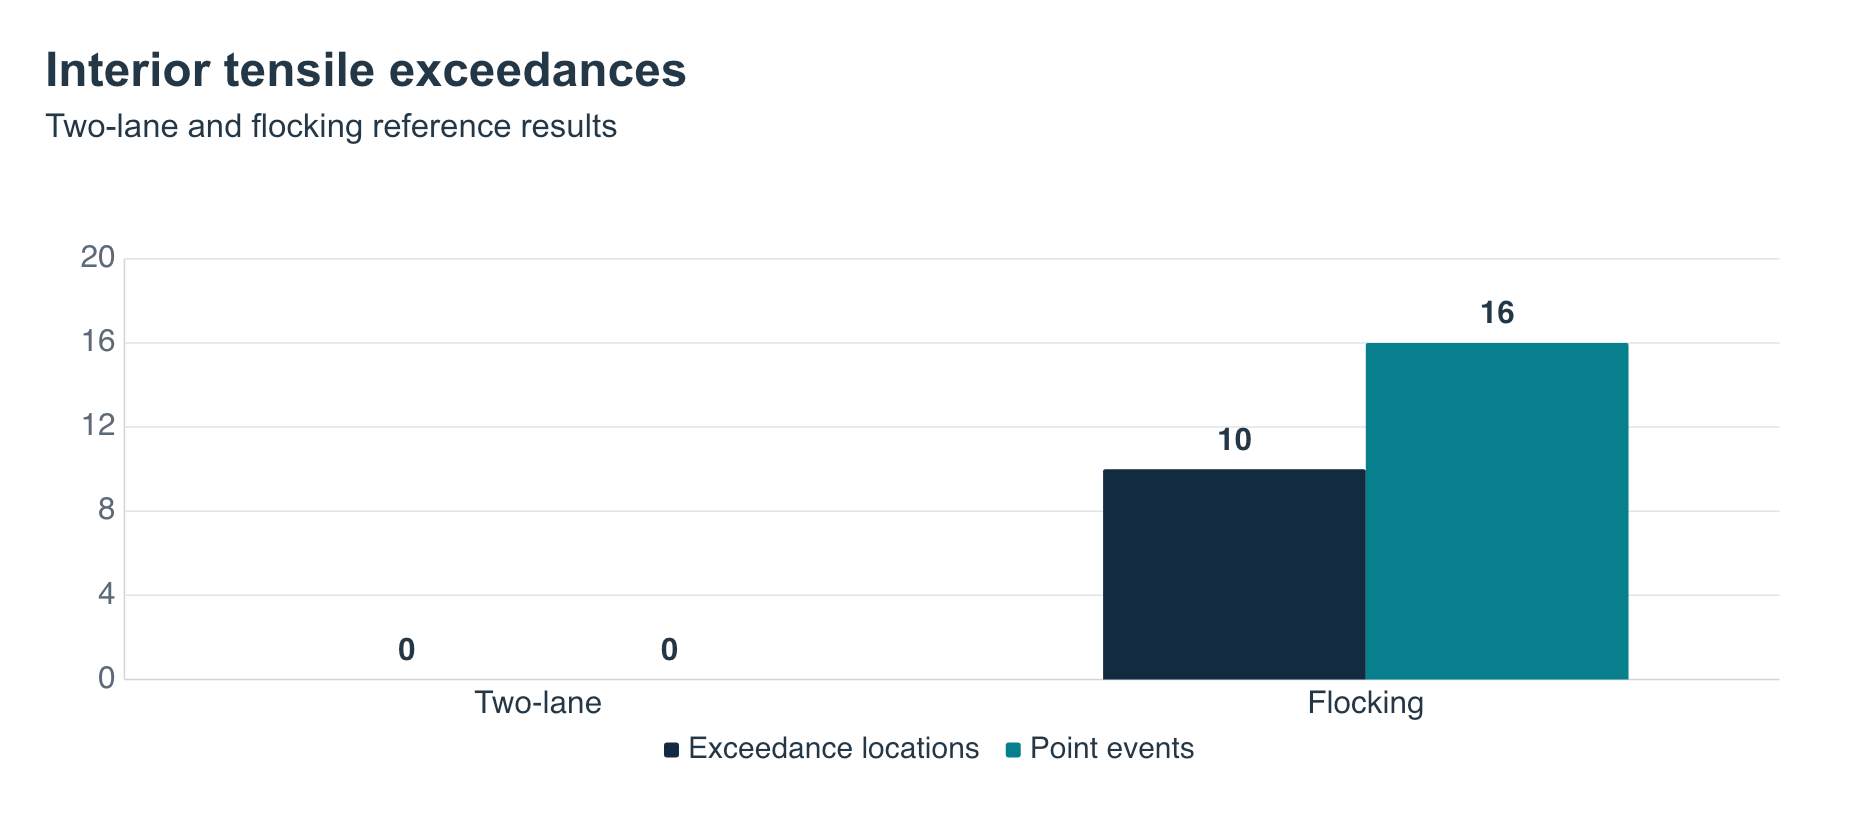 Interior tensile exceedances
Two-lane and flocking reference results
20
16
12
8
4
0
0
0
10
16
Two-lane
Flocking
Exceedance locations
Point events